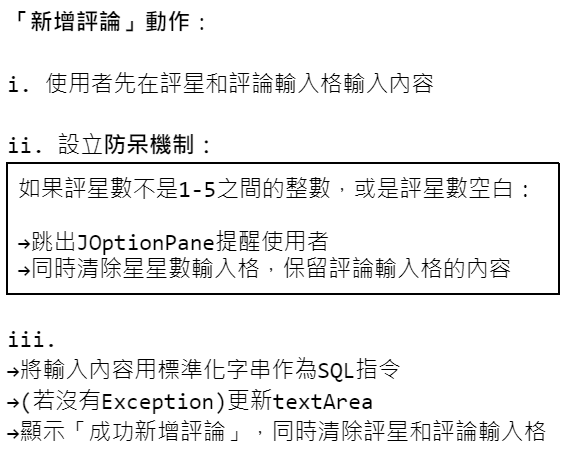 「新增評論」動作：
i. 使用者先在評星和評論輸入格輸入內容
ii. 設立防呆機制：
如果評星數不是1-5之間的整數，或是評星數空白：
→跳出JOptionPane提醒使用者
→同時清除星星數輸入格，保留評論輸入格的內容
iii.
→將輸入內容用標準化字串作為SQL指令
→(若沒有Exception)更新textArea
→顯示「成功新增評論」，同時清除評星和評論輸入格